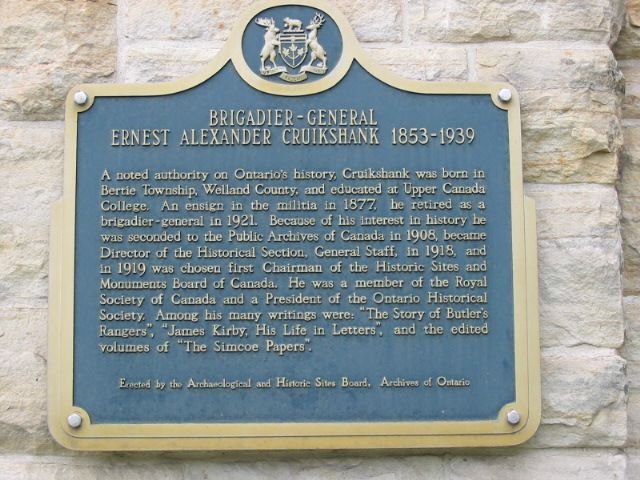 BRIGADIER-GENERAL
ERNEST ALEXANDER CRUIKSHANK 1853-1939
A noted authority on Ontario's history, Cruikshank was born in
Bertie Township, Welland County, and educated at Upper Canada
College. An ensign in the militia in 1877, he retired as a
brigadier-general in 1921. Because of his interest in history he
was seconded to the Public Archives of Canada in 1908, became
Director of the Historical Section, General Staff, in 1918, and
in 1919 was chosen first Chairman of the Historic Sites and
Monuments Board of Canada. He was a member of the Royal
Society of Canada and a President of the Ontario Historical
Society. Among his many writings were: "The Story of Butler's
Rangers", "James Kirby, His Life in Letters", and the edited
volumes of "The Simcoe Papers".
Erected by the Archaeological and Historic Sites Board, Archives of Ontario